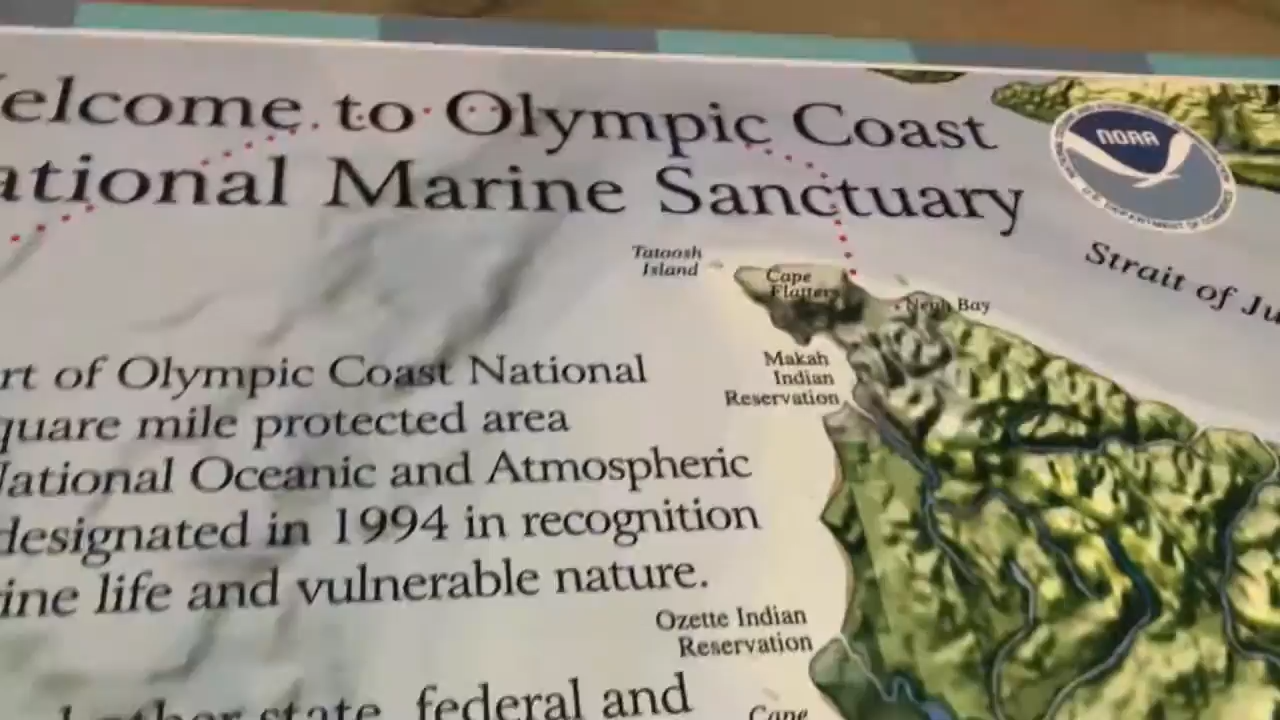 elcome to Olympic Coast
ational Marine Sanctuary
NOAA
Strait of Ju
Tatoosh
Island
Cape
Flattery
Neah Bay
Makah
Indian
Reservation
rt of Olympic Coast National
quare mile protected area
National Oceanic and Atmospheric
designated in 1994 in recognition
ine life and vulnerable nature.
Ozette Indian
Reservation
other state, federal and
Cape